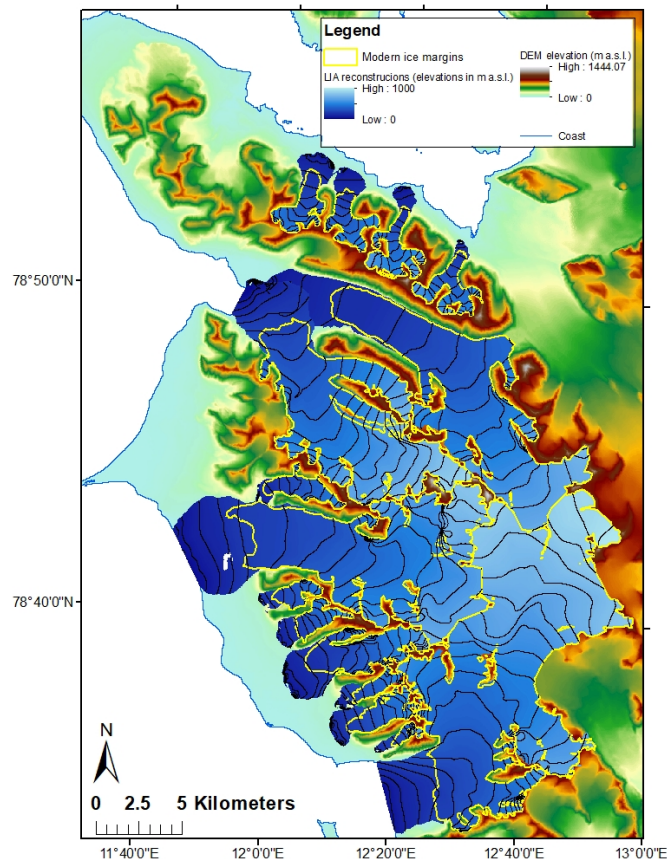 Legend
Modern ice margins
LIA reconstrucions (elevations in m a.s.l.)
High : 1000
Low : 0
DEM elevation (m a.s.l.)
High : 1444.07
Low : 0
Coast
78°50'0"N
78°40'0"N
N
0 2.5 5 Kilometers
11°40'0"E 12°0'0"E 12°20'0"E 12°40'0"E 13°0'0"E